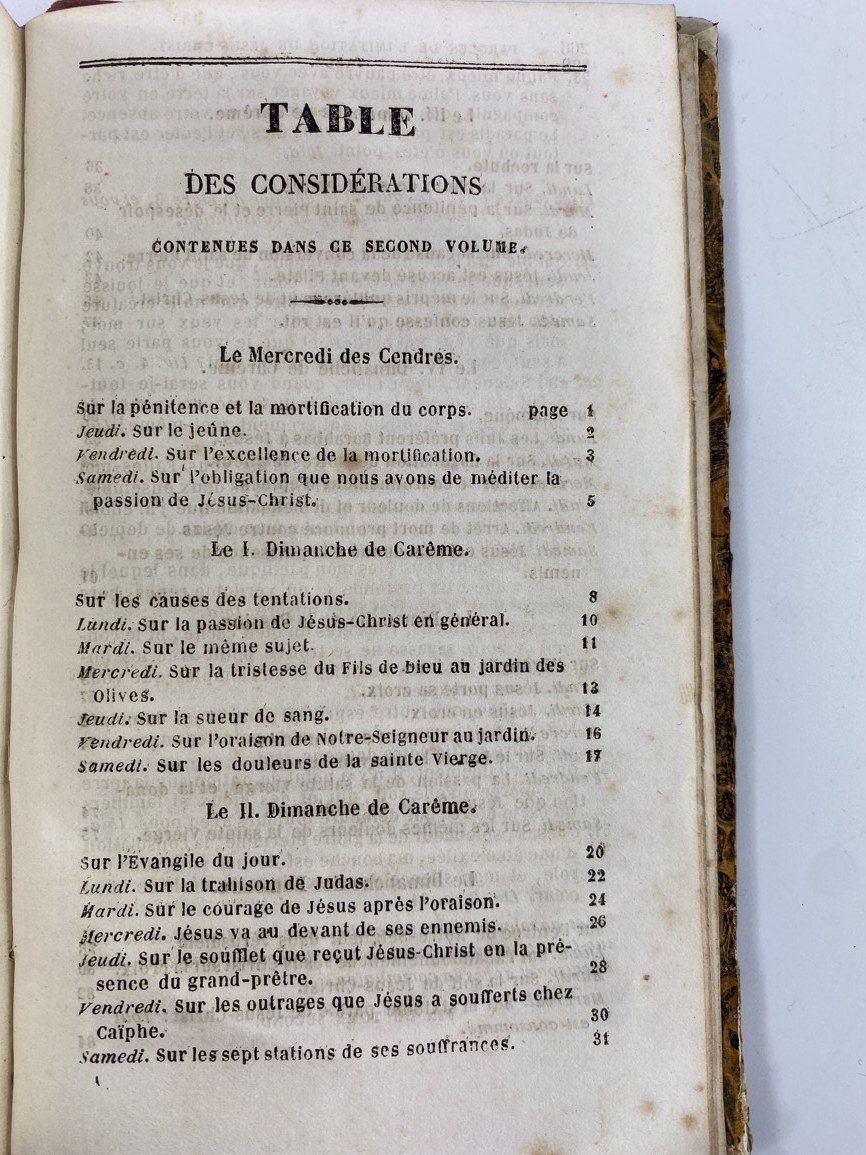 TABLE
DES CONSIDÉRATIONS
CONTENUES DANS CE SECOND VOLUME.
Le Mercredi des Cendres.
Sur la pénitence et la mortification du corps. page 1
Jeudi. Sur le jeûne. 2
Vendredi. Sur l'excellence de la mortification. 3
Samedi. Sur l'obligation que nous avons de méditer la
passion de Jésus-Christ. 5
Le I. Dimanche de Carême.
Sur les causes des tentations. 8
Lundi. Sur la passion de Jésus-Christ en général. 10
Mardi. Sur le même sujet. 11
Mercredi. Sur la tristesse du Fils de Dieu au jardin des
Olives. 13
Jeudi. Sur la sueur de sang. 14
Vendredi. Sur l'oraison de Notre-Seigneur au jardin. 16
Samedi. Sur les douleurs de la sainte Vierge. 17
Le II. Dimanche de Carême.
Sur l'Evangile du jour. 20
Lundi. Sur la trahison de Judas. 22
Mardi. Sur le courage de Jésus après l'oraison. 24
Mercredi. Jésus va au devant de ses ennemis. 26
Jeudi. Sur le soufflet que reçut Jésus-Christ en la pré-
sence du grand-prêtre. 28
Vendredi. Sur les outrages que Jésus a soufferts chez
Caïphe. 30
Samedi. Sur les sept stations de ses souffrances. 31